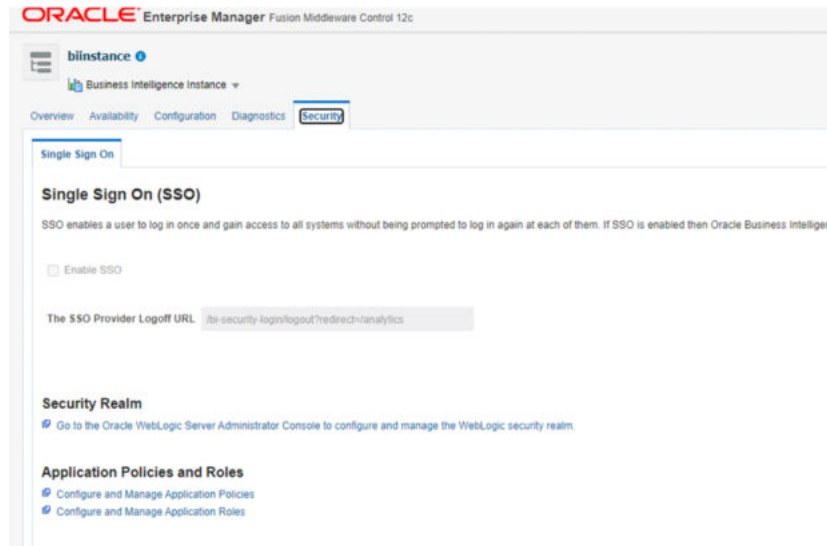 ORACLE Enterprise Manager Fusion Middleware Control 12c
biinstance
Business Intelligence Instance
Overview Availability Configuration Diagnostics Security
Single Sign On
Single Sign On (SSO)
SSO enables a user to log in once and gain access to all systems without being prompted to log in again at each of them. If SSO is enabled then Oracle Business Intellige
Enable SSO
The SSO Provider Logoff URL /bi-security-login/logout?redirect=/analytics
Security Realm
Go to the Oracle WebLogic Server Administrator Console to configure and manage the WebLogic security realm.
Application Policies and Roles
Configure and Manage Application Policies
Configure and Manage Application Roles